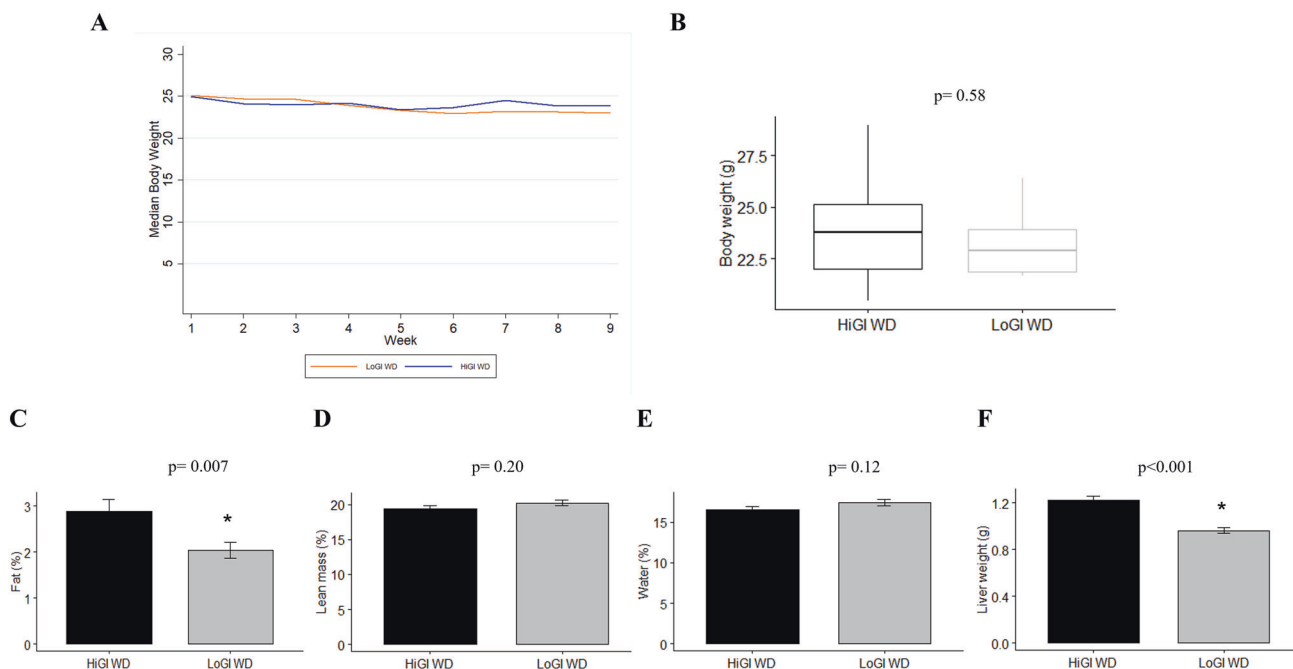 A
Median Body Weight
30
25
20
15
10
5
1 2 3 4 5 6 7 8 9
Week
LoGI WD HiGI WD
B
p= 0.58
Body weight (g)
27.5
25.0
22.5
HiGI WD LoGI WD
C
p= 0.007
Fat (%)
3
2
1
0
*
HiGI WD LoGI WD
D
p= 0.20
Lean mass (%)
20
15
10
5
0
HiGI WD LoGI WD
E
p= 0.12
Water (%)
15
10
5
0
HiGI WD LoGI WD
F
p<0.001
Liver weight (g)
1.2
0.8
0.4
0.0
*
HiGI WD LoGI WD